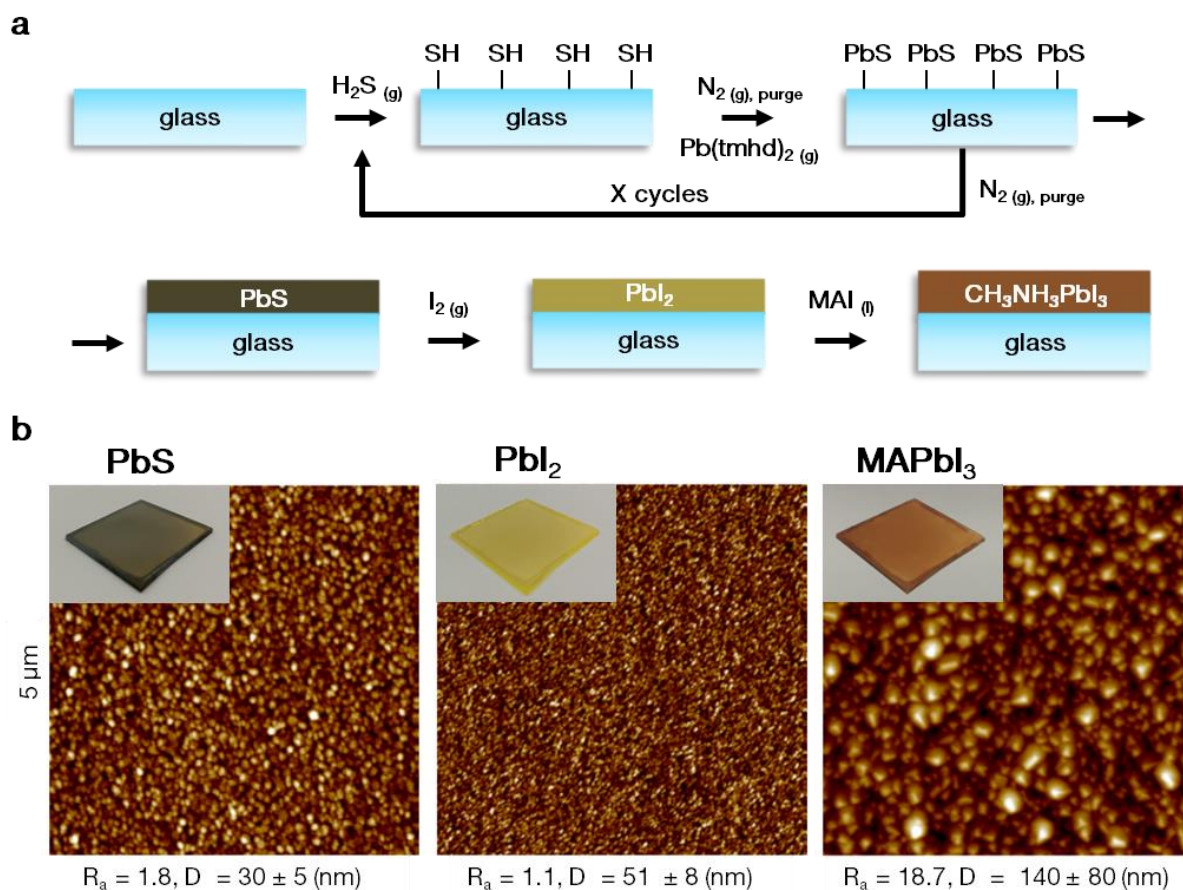 a
SH SH SH SH
PbS PbS PbS PbS
glass
H₂S (g)
glass
N₂ (g), purge
Pb(tmhd)₂ (g)
glass
X cycles
N₂ (g), purge
PbS
glass
I₂ (g)
PbI₂
glass
MAI (l)
CH₃NH₃PbI₃
glass
b
PbS
PbI₂
MAPbI₃
5 µm
Rₐ = 1.8, D = 30 ± 5 (nm)
Rₐ = 1.1, D = 51 ± 8 (nm)
Rₐ = 18.7, D = 140 ± 80 (nm)